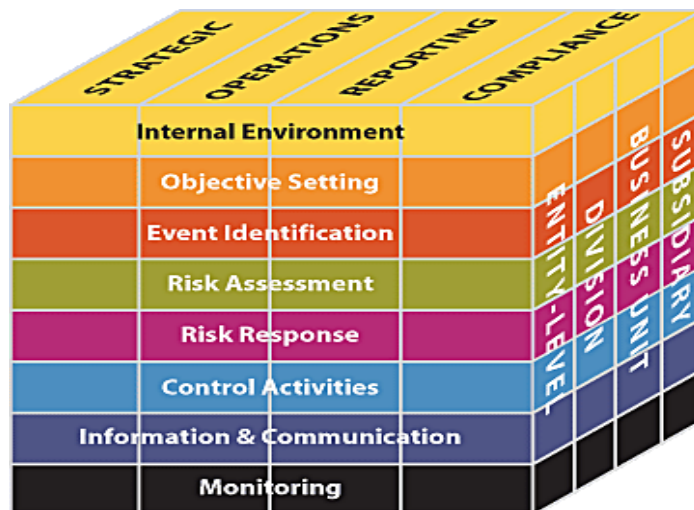 STRATEGIC
OPERATIONS
REPORTING
COMPLIANCE
Internal Environment
Objective Setting
Event Identification
Risk Assessment
Risk Response
Control Activities
Information & Communication
Monitoring
ENTITY-LEVEL
DIVISION
BUSINESS UNIT
SUBSIDIARY